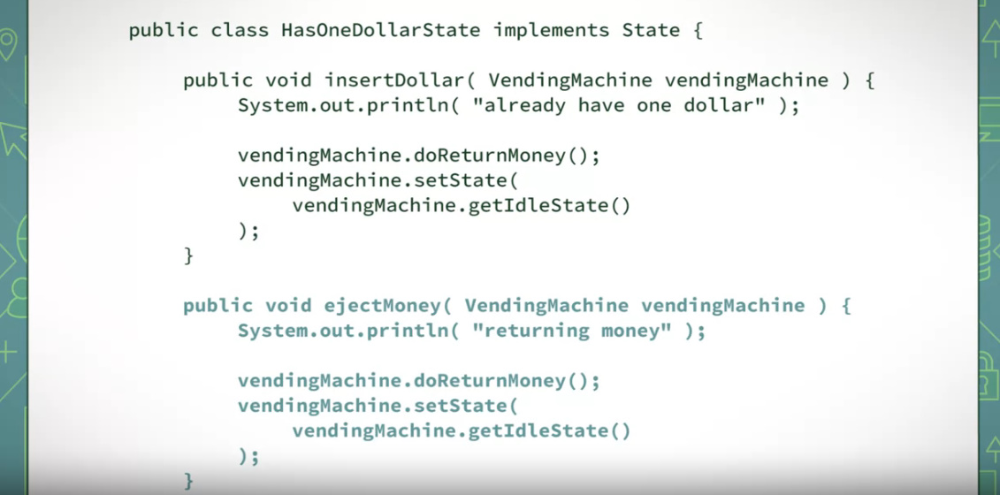 public class HasOneDollarState implements State {
public void insertDollar( VendingMachine vendingMachine ) {
System.out.println( "already have one dollar" );
vendingMachine.doReturnMoney();
vendingMachine.setState(
vendingMachine.getIdleState()
);
}
public void ejectMoney( VendingMachine vendingMachine ) {
System.out.println( "returning money" );
vendingMachine.doReturnMoney();
vendingMachine.setState(
vendingMachine.getIdleState()
);
}